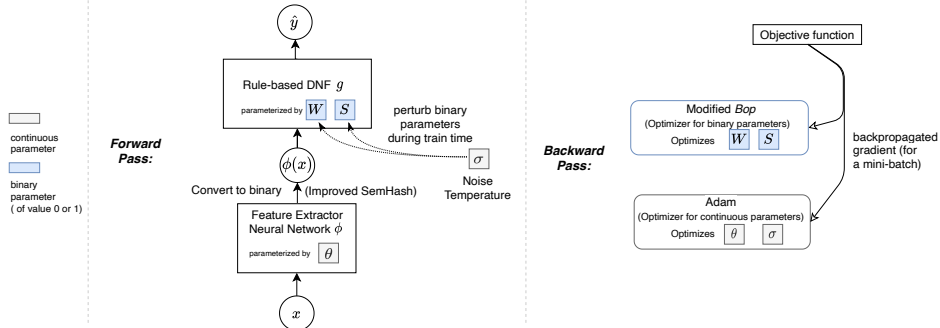 continuous
parameter
binary
parameter
( of value 0 or 1)
Forward
Pass:
ŷ
Rule-based DNF g
parameterized by W S
perturb binary
parameters
during train time
σ
Noise
Temperature
ϕ(x)
Convert to binary (Improved SemHash)
Feature Extractor
Neural Network ϕ
parameterized by θ
x
Backward
Pass:
Objective function
Modified Bop
(Optimizer for binary parameters)
Optimizes W S
backpropagated
gradient (for
a mini-batch)
Adam
(Optimizer for continuous parameters)
Optimizes θ σ